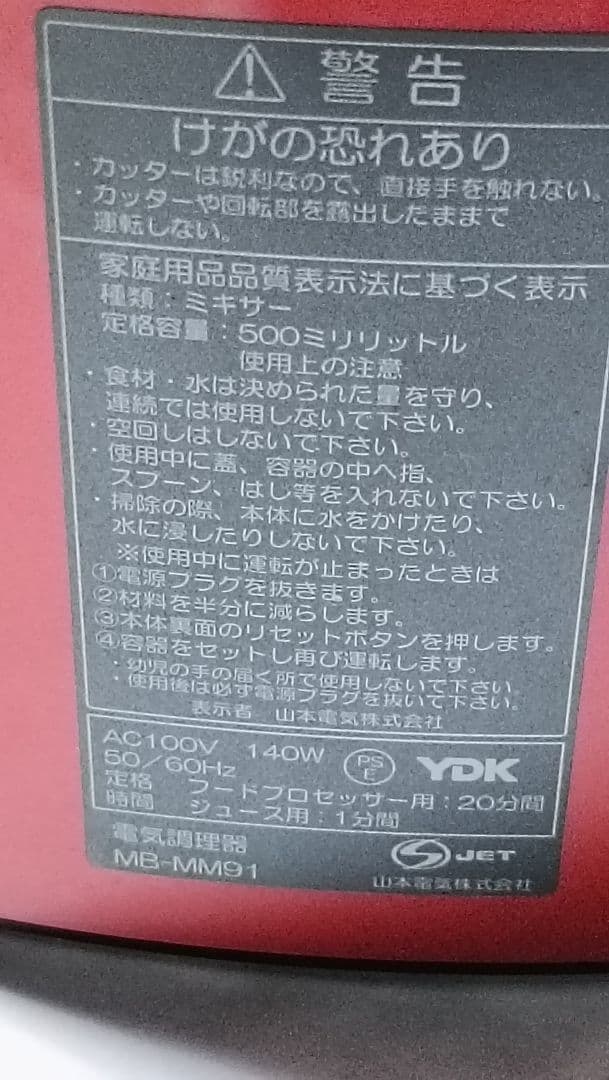 警告
けがの恐れあり
・カッターは鋭利なので、直接手を触れない。
・カッターや回転部を露出したままで
運転しない。
家庭用品品質表示法に基づく表示
種類：ミキサー
定格容量：500ミリリットル
使用上の注意
・食材・水は決められた量を守り、
連続では使用しないで下さい。
・空回しはしないで下さい。
・使用中に蓋、容器の中へ指、
スプーン、はし等を入れないで下さい。
・掃除の際、本体に水をかけたり、
水に浸したりしないで下さい。
※使用中に運転が止まったときは
①電源プラグを抜きます。
②材料を半分に減らします。
③本体裏面のリセットボタンを押します。
④容器をセットし再び運転します。
・幼児の手の届く所で使用しないで下さい。
・使用後は必ず電源プラグを抜いて下さい。
表示者 山本電気株式会社
AC100V 140W PSE YDK
50/60Hz
定格時間 フードプロセッサー用：20分間
ジュース用：1分間
電気調理器 JET
MB-MM91 山本電気株式会社